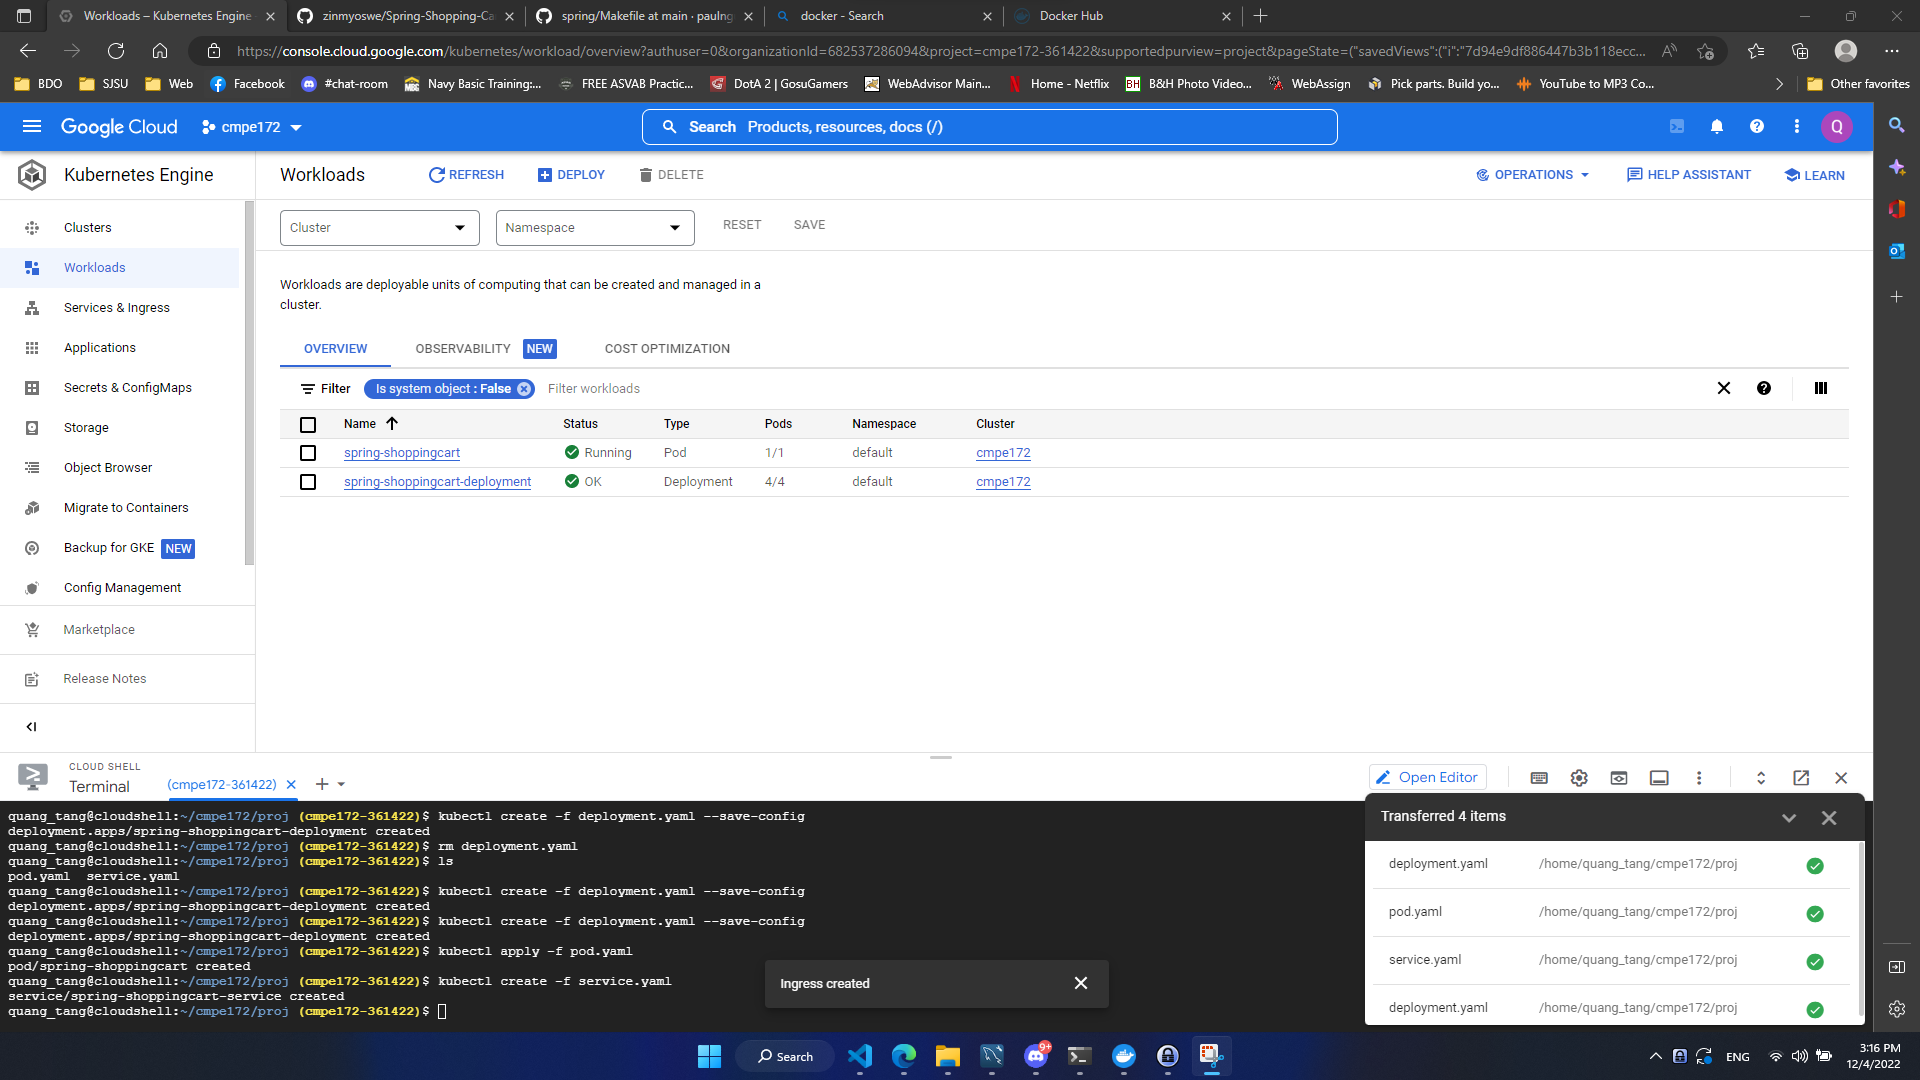 Workloads – Kubernetes Engine
zinmyoswe/Spring-Shopping-Ca
spring/Makefile at main · paulng
docker - Search
Docker Hub
https://console.cloud.google.com/kubernetes/workload/overview?authuser=0&organizationId=682537286094&project=cmpe172-361422&supportedpurview=project&pageState=("savedViews":{"i":"7d94e9df886447b3b118ecc...
BDO
SJSU
Web
Facebook
#chat-room
Navy Basic Training:...
FREE ASVAB Practic...
DotA 2 | GosuGamers
WebAdvisor Main...
Home - Netflix
B&H Photo Video...
WebAssign
Pick parts. Build yo...
YouTube to MP3 Co...
Other favorites
Google Cloud
cmpe172
Search Products, resources, docs (/)
Q
Kubernetes Engine
Workloads
REFRESH
DEPLOY
DELETE
OPERATIONS
HELP ASSISTANT
LEARN
Clusters
Workloads
Services & Ingress
Applications
Secrets & ConfigMaps
Storage
Object Browser
Migrate to Containers
Backup for GKE NEW
Config Management
Marketplace
Release Notes
Cluster
Namespace
RESET
SAVE
Workloads are deployable units of computing that can be created and managed in a
cluster.
OVERVIEW
OBSERVABILITY NEW
COST OPTIMIZATION
Filter
Is system object : False
Filter workloads
Name Status Type Pods Namespace Cluster
spring-shoppingcart Running Pod 1/1 default cmpe172
spring-shoppingcart-deployment OK Deployment 4/4 default cmpe172
CLOUD SHELL
Terminal
(cmpe172-361422)
Open Editor
quang_tang@cloudshell:~/cmpe172/proj (cmpe172-361422)$ kubectl create -f deployment.yaml --save-config
deployment.apps/spring-shoppingcart-deployment created
quang_tang@cloudshell:~/cmpe172/proj (cmpe172-361422)$ rm deployment.yaml
quang_tang@cloudshell:~/cmpe172/proj (cmpe172-361422)$ ls
pod.yaml  service.yaml
quang_tang@cloudshell:~/cmpe172/proj (cmpe172-361422)$ kubectl create -f deployment.yaml --save-config
deployment.apps/spring-shoppingcart-deployment created
quang_tang@cloudshell:~/cmpe172/proj (cmpe172-361422)$ kubectl create -f deployment.yaml --save-config
deployment.apps/spring-shoppingcart-deployment created
quang_tang@cloudshell:~/cmpe172/proj (cmpe172-361422)$ kubectl apply -f pod.yaml
pod/spring-shoppingcart created
quang_tang@cloudshell:~/cmpe172/proj (cmpe172-361422)$ kubectl create -f service.yaml
service/spring-shoppingcart-service created
quang_tang@cloudshell:~/cmpe172/proj (cmpe172-361422)$
Ingress created
Transferred 4 items
deployment.yaml /home/quang_tang/cmpe172/proj
pod.yaml /home/quang_tang/cmpe172/proj
service.yaml /home/quang_tang/cmpe172/proj
deployment.yaml /home/quang_tang/cmpe172/proj
Search
9+
ENG
3:16 PM
12/4/2022